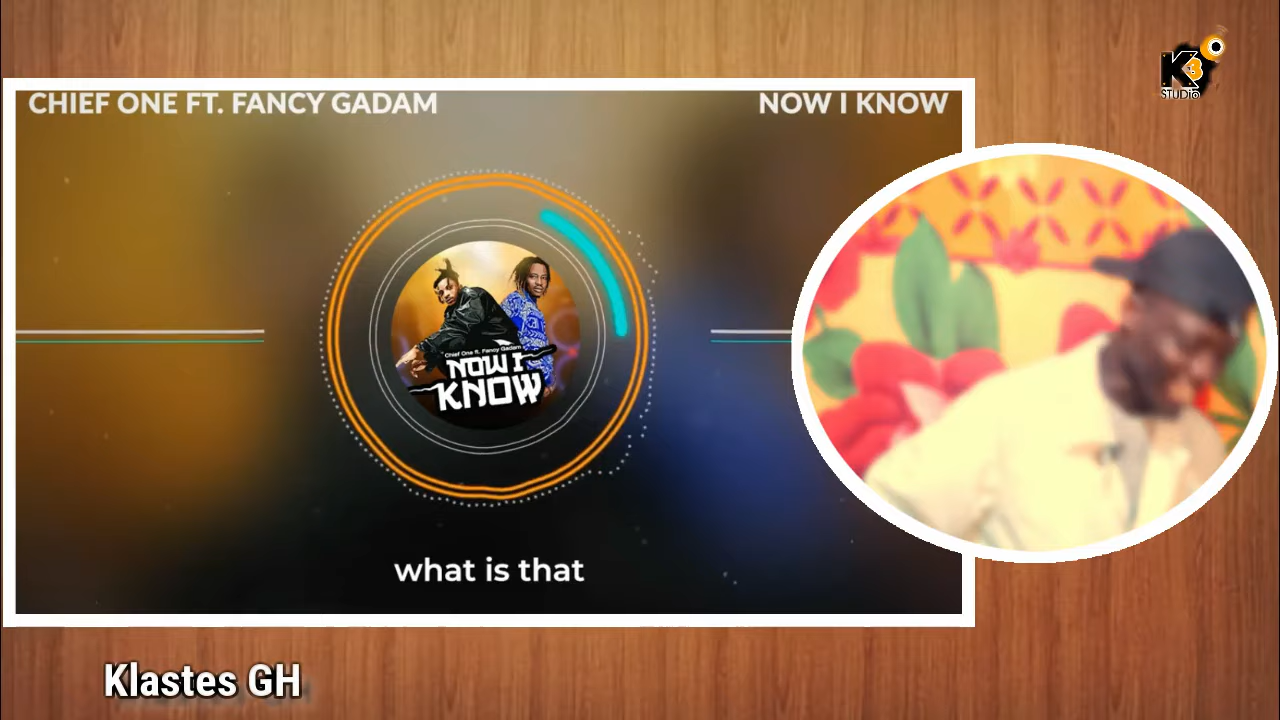 K3
STUDIO
CHIEF ONE FT. FANCY GADAM
NOW I KNOW
Chief One ft. Fancy Gadam
NOW I
KNOW
what is that
Klastes GH